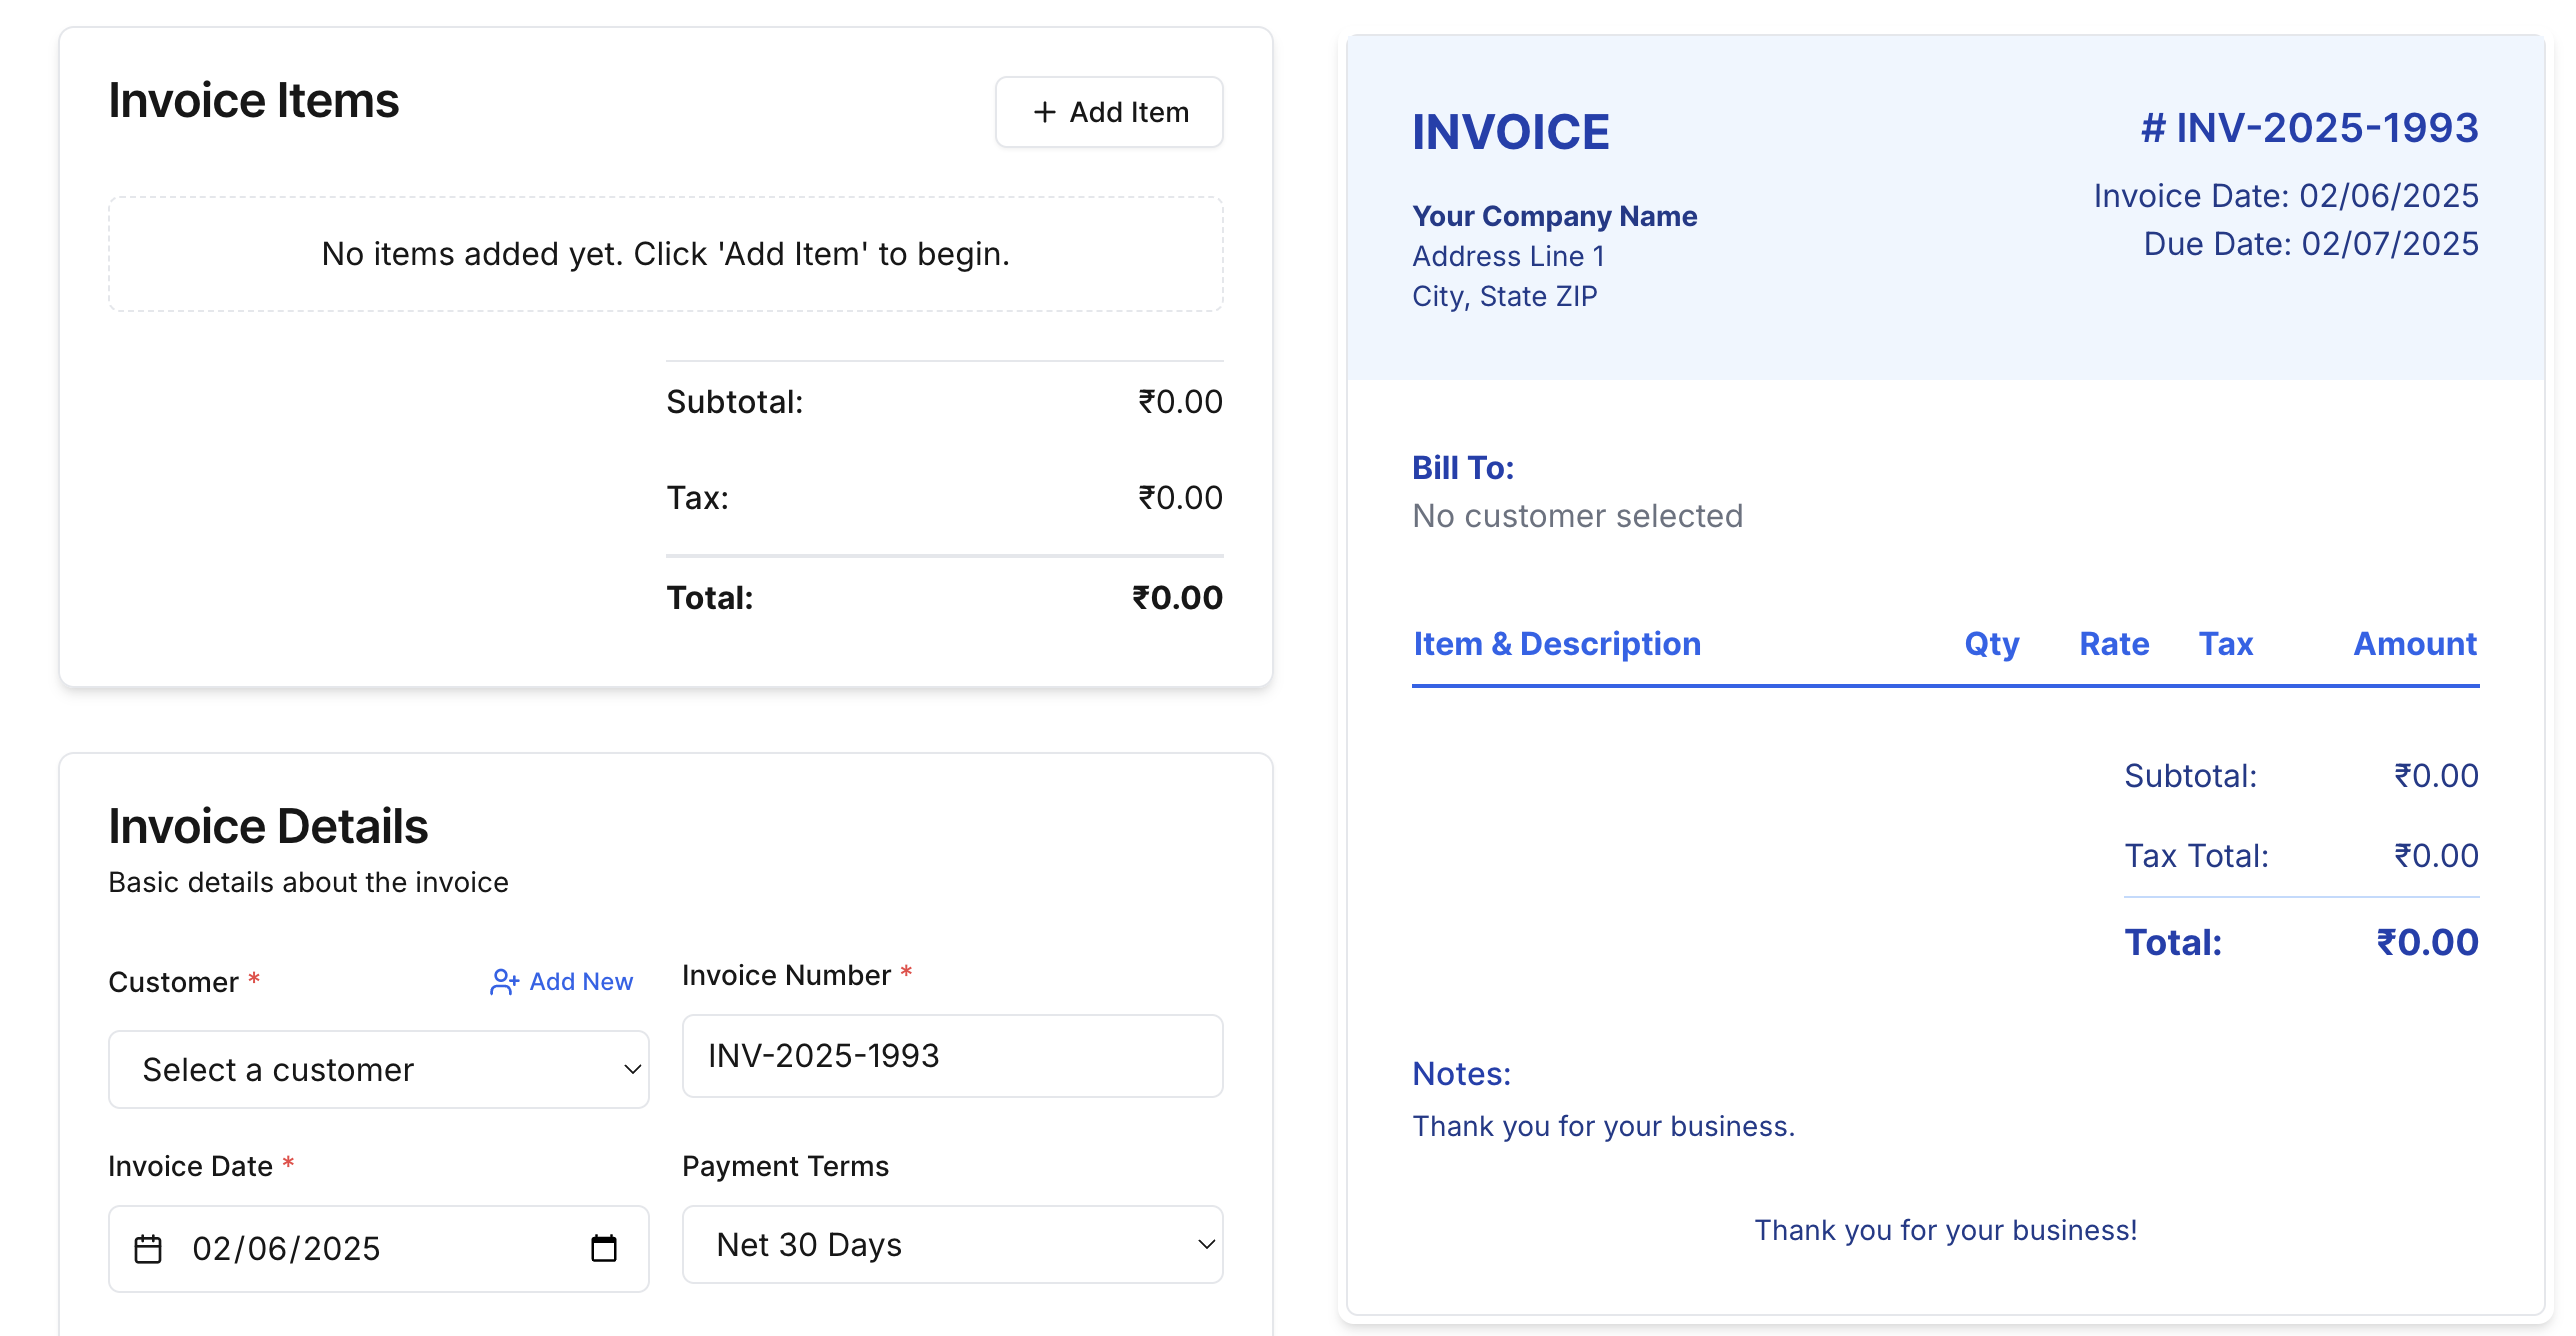 Invoice Items
+ Add Item
No items added yet. Click 'Add Item' to begin.
Subtotal: ₹0.00
Tax: ₹0.00
Total: ₹0.00
Invoice Details
Basic details about the invoice
Customer *
Add New
Select a customer
Invoice Number *
INV-2025-1993
Invoice Date *
02/06/2025
Payment Terms
Net 30 Days
INVOICE
Your Company Name
Address Line 1
City, State ZIP
# INV-2025-1993
Invoice Date: 02/06/2025
Due Date: 02/07/2025
Bill To:
No customer selected
Item & Description Qty Rate Tax Amount
Subtotal: ₹0.00
Tax Total: ₹0.00
Total: ₹0.00
Notes:
Thank you for your business.
Thank you for your business!